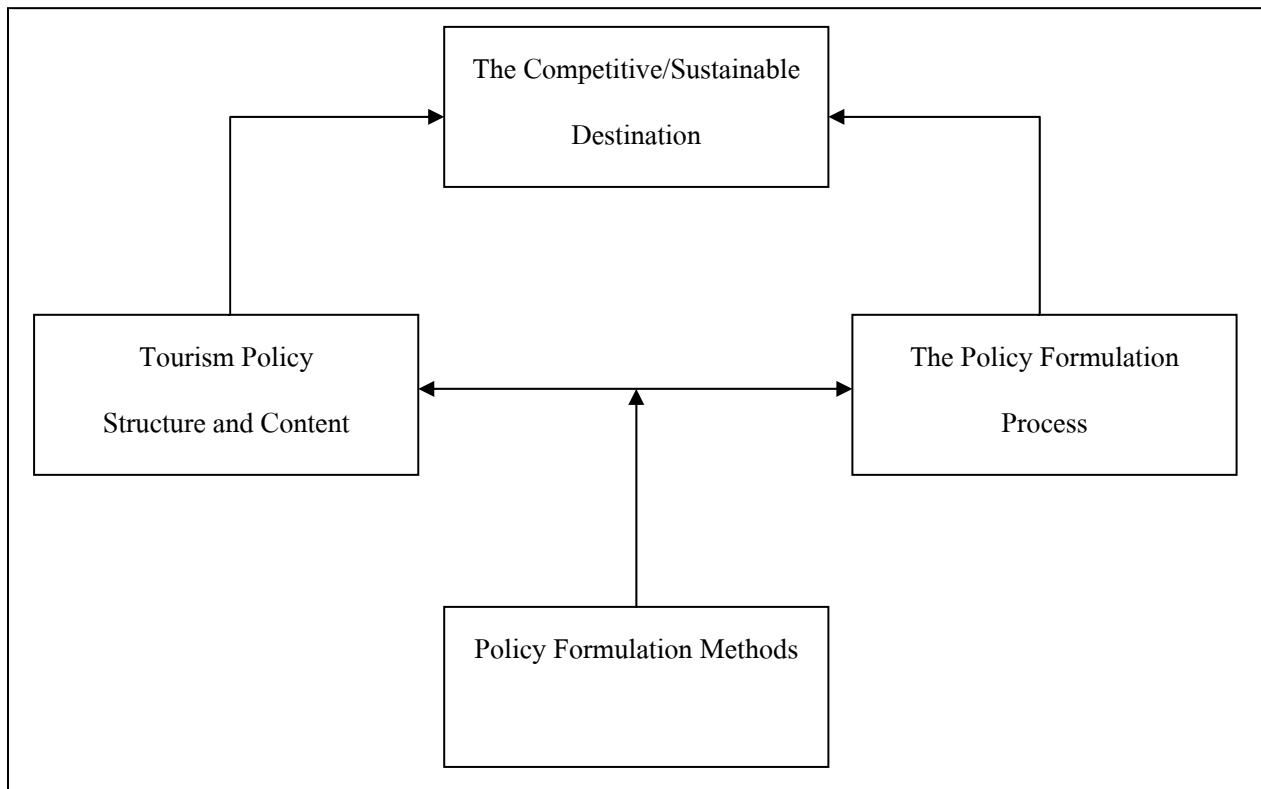 The Competitive/Sustainable
Destination
Tourism Policy
Structure and Content
The Policy Formulation
Process
Policy Formulation Methods